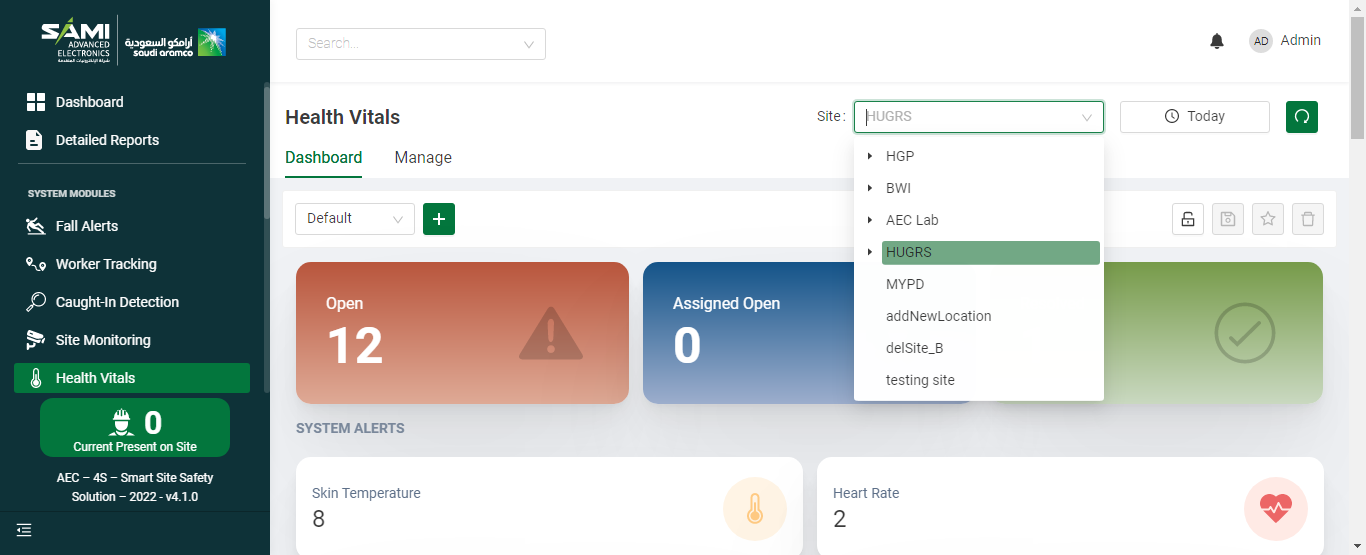 SAMI
ADVANCED
ELECTRONICS
شركة الإلكترونيات المتقدمة
أرامكو السعودية
saudi aramco
Dashboard
Detailed Reports
SYSTEM MODULES
Fall Alerts
Worker Tracking
Caught-In Detection
Site Monitoring
Health Vitals
0
Current Present on Site
AEC – 4S – Smart Site Safety
Solution – 2022 - v4.1.0
Search...
AD
Admin
Health Vitals
Site :
HUGRS
Today
Dashboard
Manage
HGP
BWI
AEC Lab
HUGRS
MYPD
addNewLocation
delSite_B
testing site
Default
Open
12
Assigned Open
0
SYSTEM ALERTS
Skin Temperature
8
Heart Rate
2